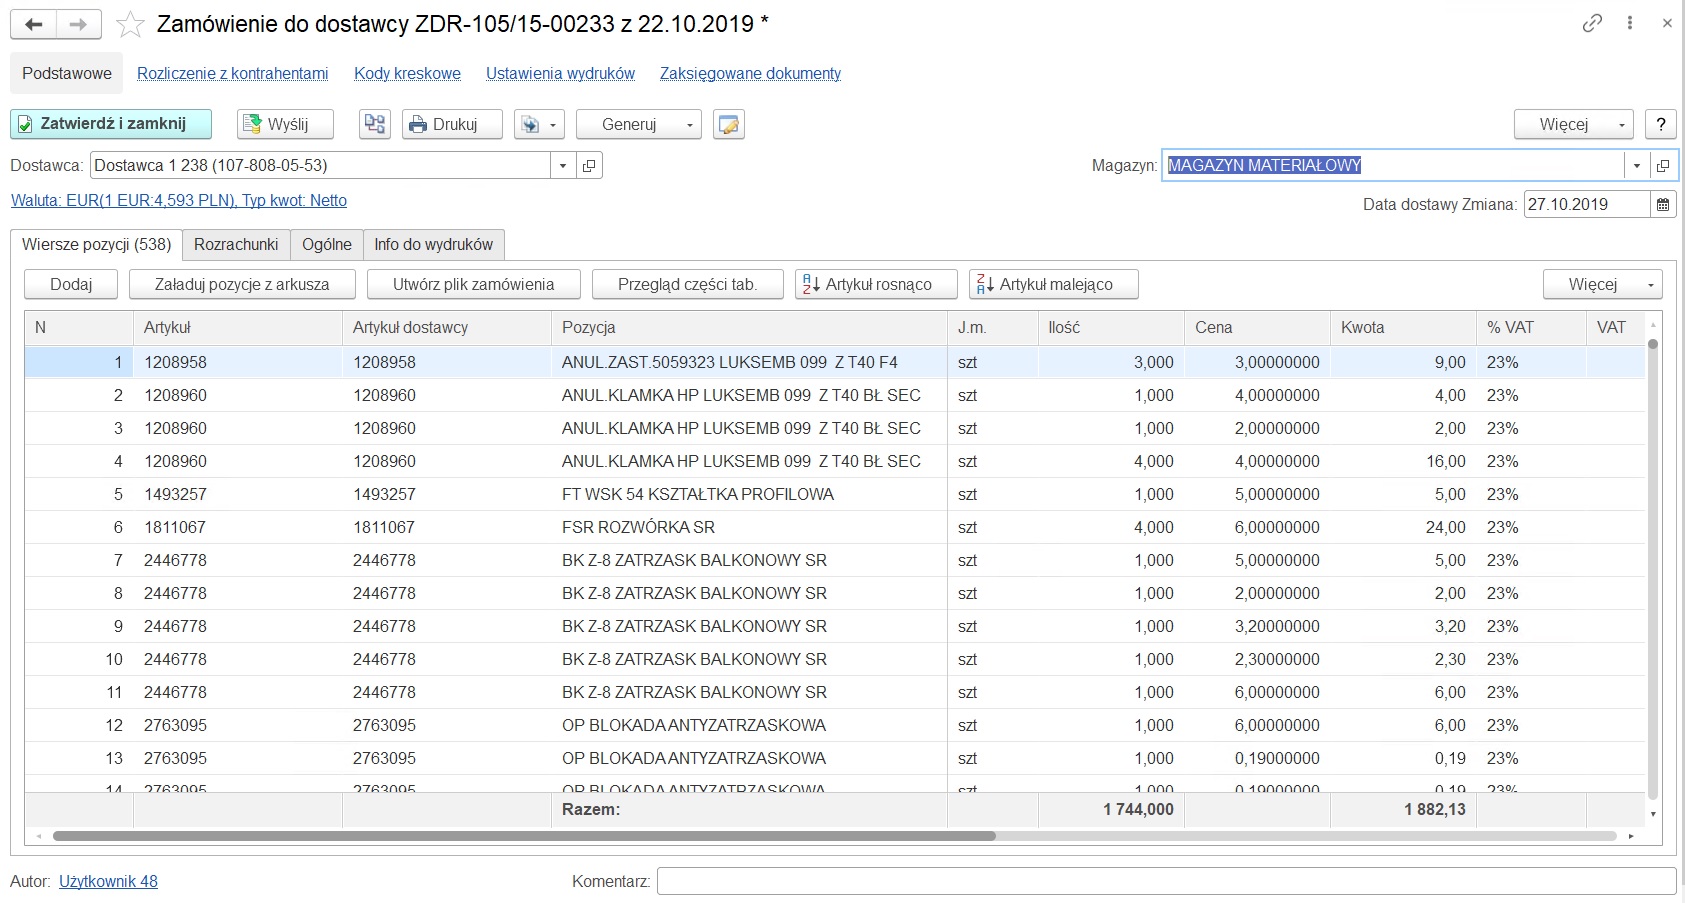 Zamówienie do dostawcy ZDR-105/15-00233 z 22.10.2019 *
Podstawowe Rozliczenie z kontrahentami Kody kreskowe Ustawienia wydruków Zaksięgowane dokumenty
Zatwierdź i zamknij Wyślij Drukuj Generuj Więcej ?
Dostawca: Dostawca 1 238 (107-808-05-53) Magazyn: MAGAZYN MATERIAŁOWY
Waluta: EUR(1 EUR:4,593 PLN), Typ kwot: Netto Data dostawy Zmiana: 27.10.2019
Wiersze pozycji (538) Rozrachunki Ogólne Info do wydruków
Dodaj Załaduj pozycje z arkusza Utwórz plik zamówienia Przegląd części tab. Artykuł rosnąco Artykuł malejąco Więcej
N Artykuł Artykuł dostawcy Pozycja J.m. Ilość Cena Kwota % VAT VAT
1 1208958 1208958 ANUL.ZAST.5059323 LUKSEMB 099 Z T40 F4 szt 3,000 3,00000000 9,00 23%
2 1208960 1208960 ANUL.KLAMKA HP LUKSEMB 099 Z T40 BŁ SEC szt 1,000 4,00000000 4,00 23%
3 1208960 1208960 ANUL.KLAMKA HP LUKSEMB 099 Z T40 BŁ SEC szt 1,000 2,00000000 2,00 23%
4 1208960 1208960 ANUL.KLAMKA HP LUKSEMB 099 Z T40 BŁ SEC szt 4,000 4,00000000 16,00 23%
5 1493257 1493257 FT WSK 54 KSZTAŁTKA PROFILOWA szt 1,000 5,00000000 5,00 23%
6 1811067 1811067 FSR ROZWÓRKA SR szt 4,000 6,00000000 24,00 23%
7 2446778 2446778 BK Z-8 ZATRZASK BALKONOWY SR szt 1,000 5,00000000 5,00 23%
8 2446778 2446778 BK Z-8 ZATRZASK BALKONOWY SR szt 1,000 2,00000000 2,00 23%
9 2446778 2446778 BK Z-8 ZATRZASK BALKONOWY SR szt 1,000 3,20000000 3,20 23%
10 2446778 2446778 BK Z-8 ZATRZASK BALKONOWY SR szt 1,000 2,30000000 2,30 23%
11 2446778 2446778 BK Z-8 ZATRZASK BALKONOWY SR szt 1,000 6,00000000 6,00 23%
12 2763095 2763095 OP BLOKADA ANTYZATRZASKOWA szt 1,000 6,00000000 6,00 23%
13 2763095 2763095 OP BLOKADA ANTYZATRZASKOWA szt 1,000 0,19000000 0,19 23%
14 2763095 2763095 OP BLOKADA ANTYZATRZASKOWA szt 1,000 0,19000000 0,19 23%
Razem: 1 744,000 1 882,13
Autor: Użytkownik 48 Komentarz: